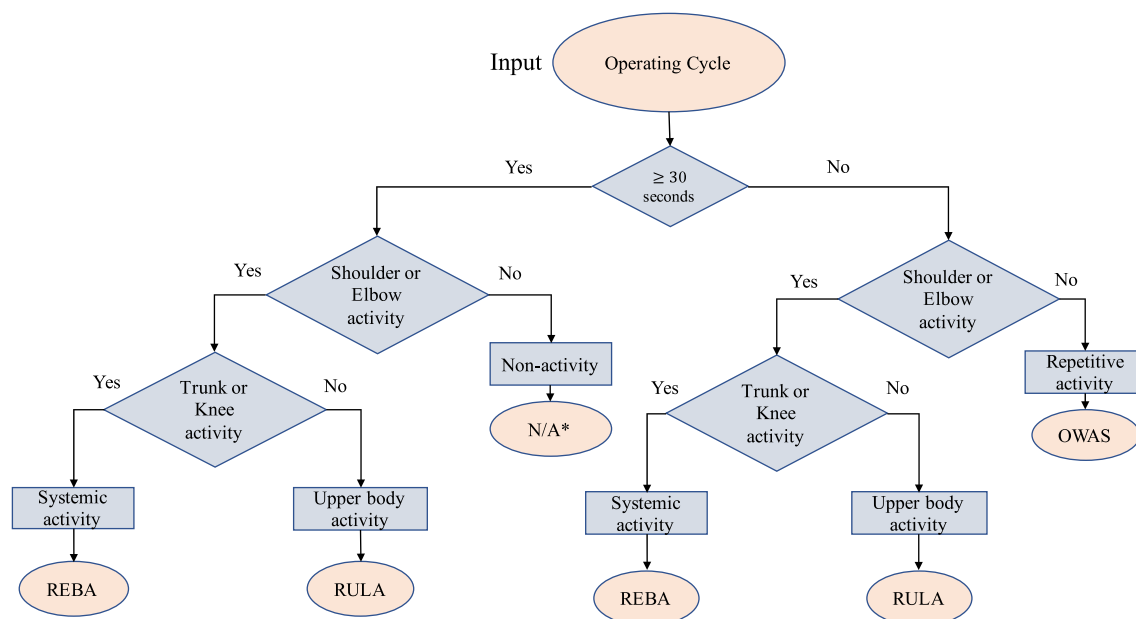 Input
Operating Cycle
Yes
≥ 30
seconds
No
Yes
Shoulder or
Elbow
activity
No
Yes
Shoulder or
Elbow
activity
No
Yes
Trunk or
Knee
activity
No
Non-activity
N/A*
Yes
Trunk or
Knee
activity
No
Repetitive
activity
OWAS
Systemic
activity
Upper body
activity
Systemic
activity
Upper body
activity
REBA
RULA
REBA
RULA